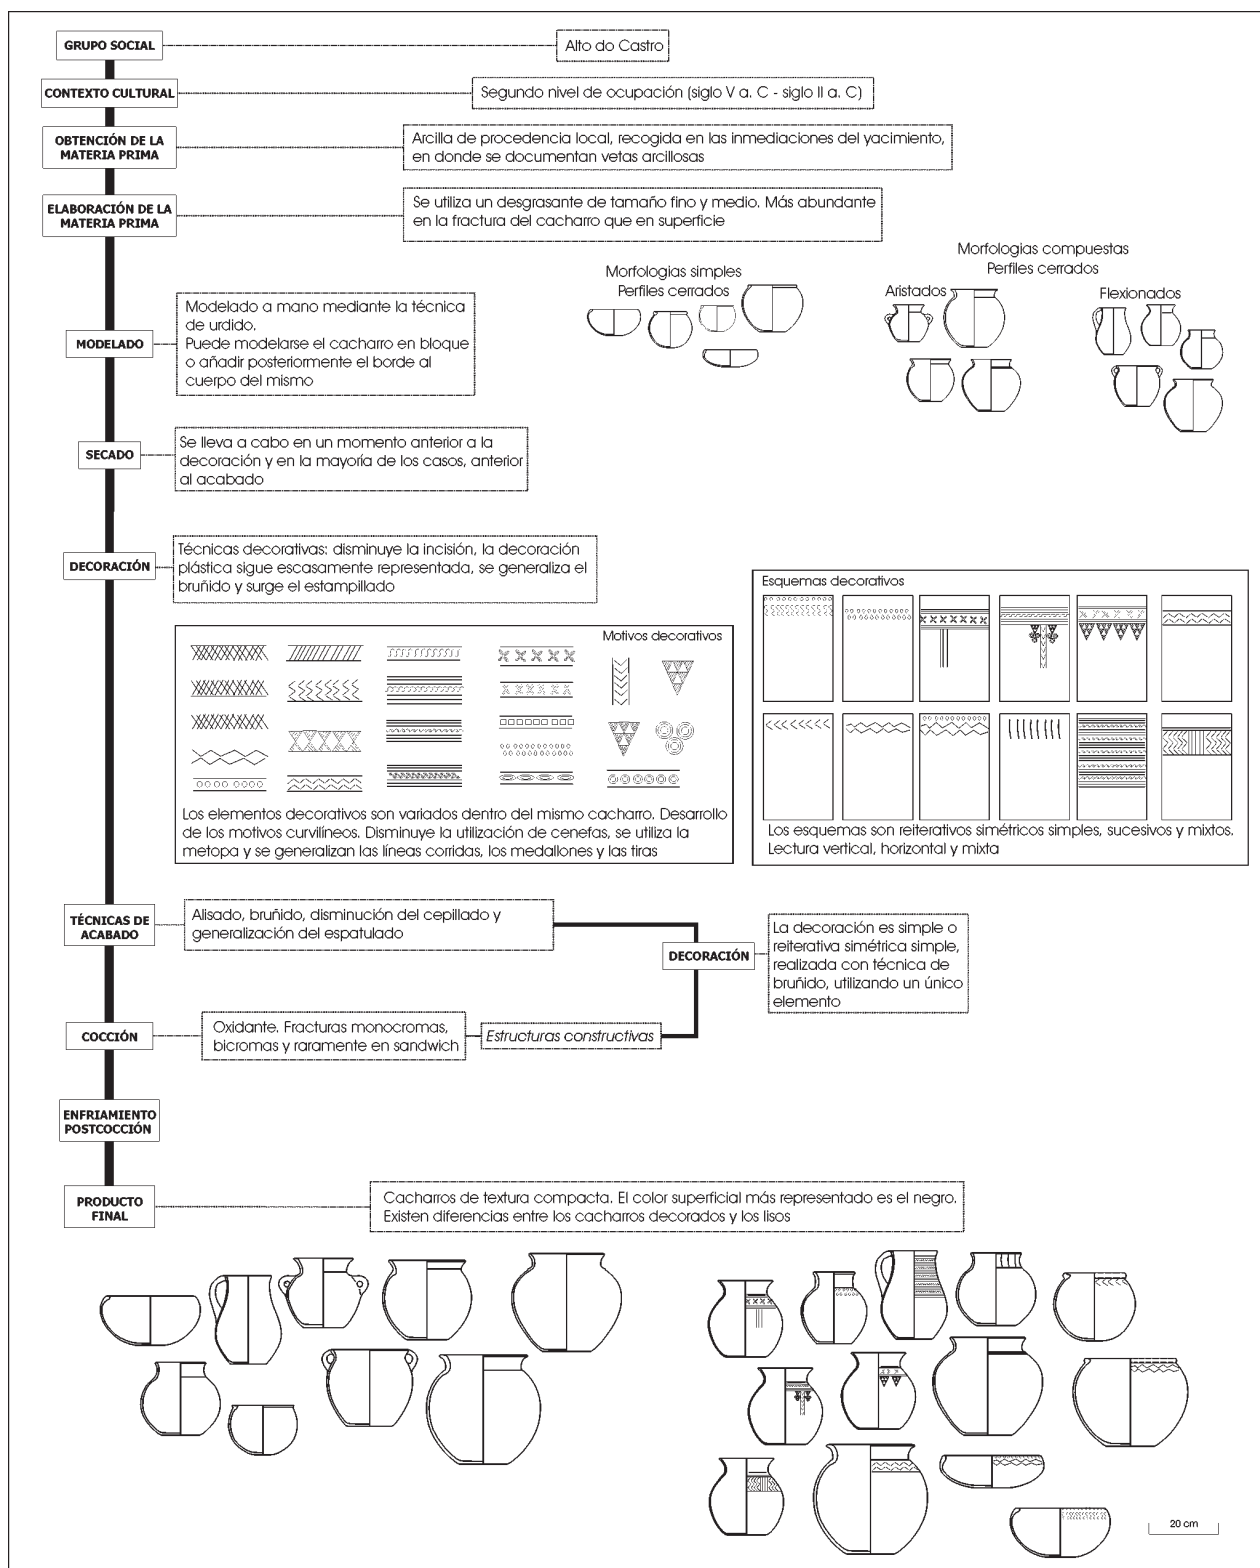 GRUPO SOCIAL
Alto do Castro
CONTEXTO CULTURAL
Segundo nivel de ocupación (siglo V a. C - siglo II a. C)
OBTENCIÓN DE LA
MATERIA PRIMA
Arcilla de procedencia local, recogida en las inmediaciones del yacimiento,
en donde se documentan vetas arcillosas
ELABORACIÓN DE LA
MATERIA PRIMA
Se utiliza un desgrasante de tamaño fino y medio. Más abundante
en la fractura del cacharro que en superficie
Morfologias simples
Perfiles cerrados
Morfologias compuestas
Perfiles cerrados
Aristados
Flexionados
MODELADO
Modelado a mano mediante la técnica
de urdido.
Puede modelarse el cacharro en bloque
o añadir posteriormente el borde al
cuerpo del mismo
SECADO
Se lleva a cabo en un momento anterior a la
decoración y en la mayoría de los casos, anterior
al acabado
DECORACIÓN
Técnicas decorativas: disminuye la incisión, la decoración
plástica sigue escasamente representada, se generaliza el
bruñido y surge el estampillado
Motivos decorativos
Los elementos decorativos son variados dentro del mismo cacharro. Desarrollo
de los motivos curvilíneos. Disminuye la utilización de cenefas, se utiliza la
metopa y se generalizan las líneas corridas, los medallones y las tiras
Esquemas decorativos
Los esquemas son reiterativos simétricos simples, sucesivos y mixtos.
Lectura vertical, horizontal y mixta
TÉCNICAS DE
ACABADO
Alisado, bruñido, disminución del cepillado y
generalización del espatulado
DECORACIÓN
La decoración es simple o
reiterativa simétrica simple,
realizada con técnica de
bruñido, utilizando un único
elemento
COCCIÓN
Oxidante. Fracturas monocromas,
bicromas y raramente en sandwich
Estructuras constructivas
ENFRIAMIENTO
POSTCOCCIÓN
PRODUCTO
FINAL
Cacharros de textura compacta. El color superficial más representado es el negro.
Existen diferencias entre los cacharros decorados y los lisos
20 cm